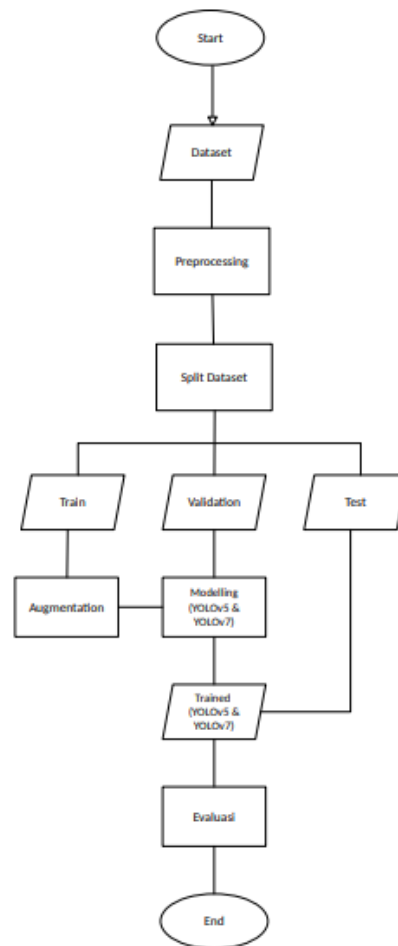 Start
Dataset
Preprocessing
Split Dataset
Train
Validation
Test
Augmentation
Modelling
(YOLOv5 &
YOLOv7)
Trained
(YOLOv5 &
YOLOv7)
Evaluasi
End